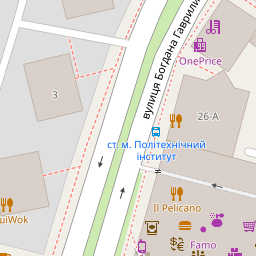 вулиця Богдана Гаврили
OnePrice
3
26-А
ст. м. Політехнічний
інститут
uiWok
Il Pelicano
Famo